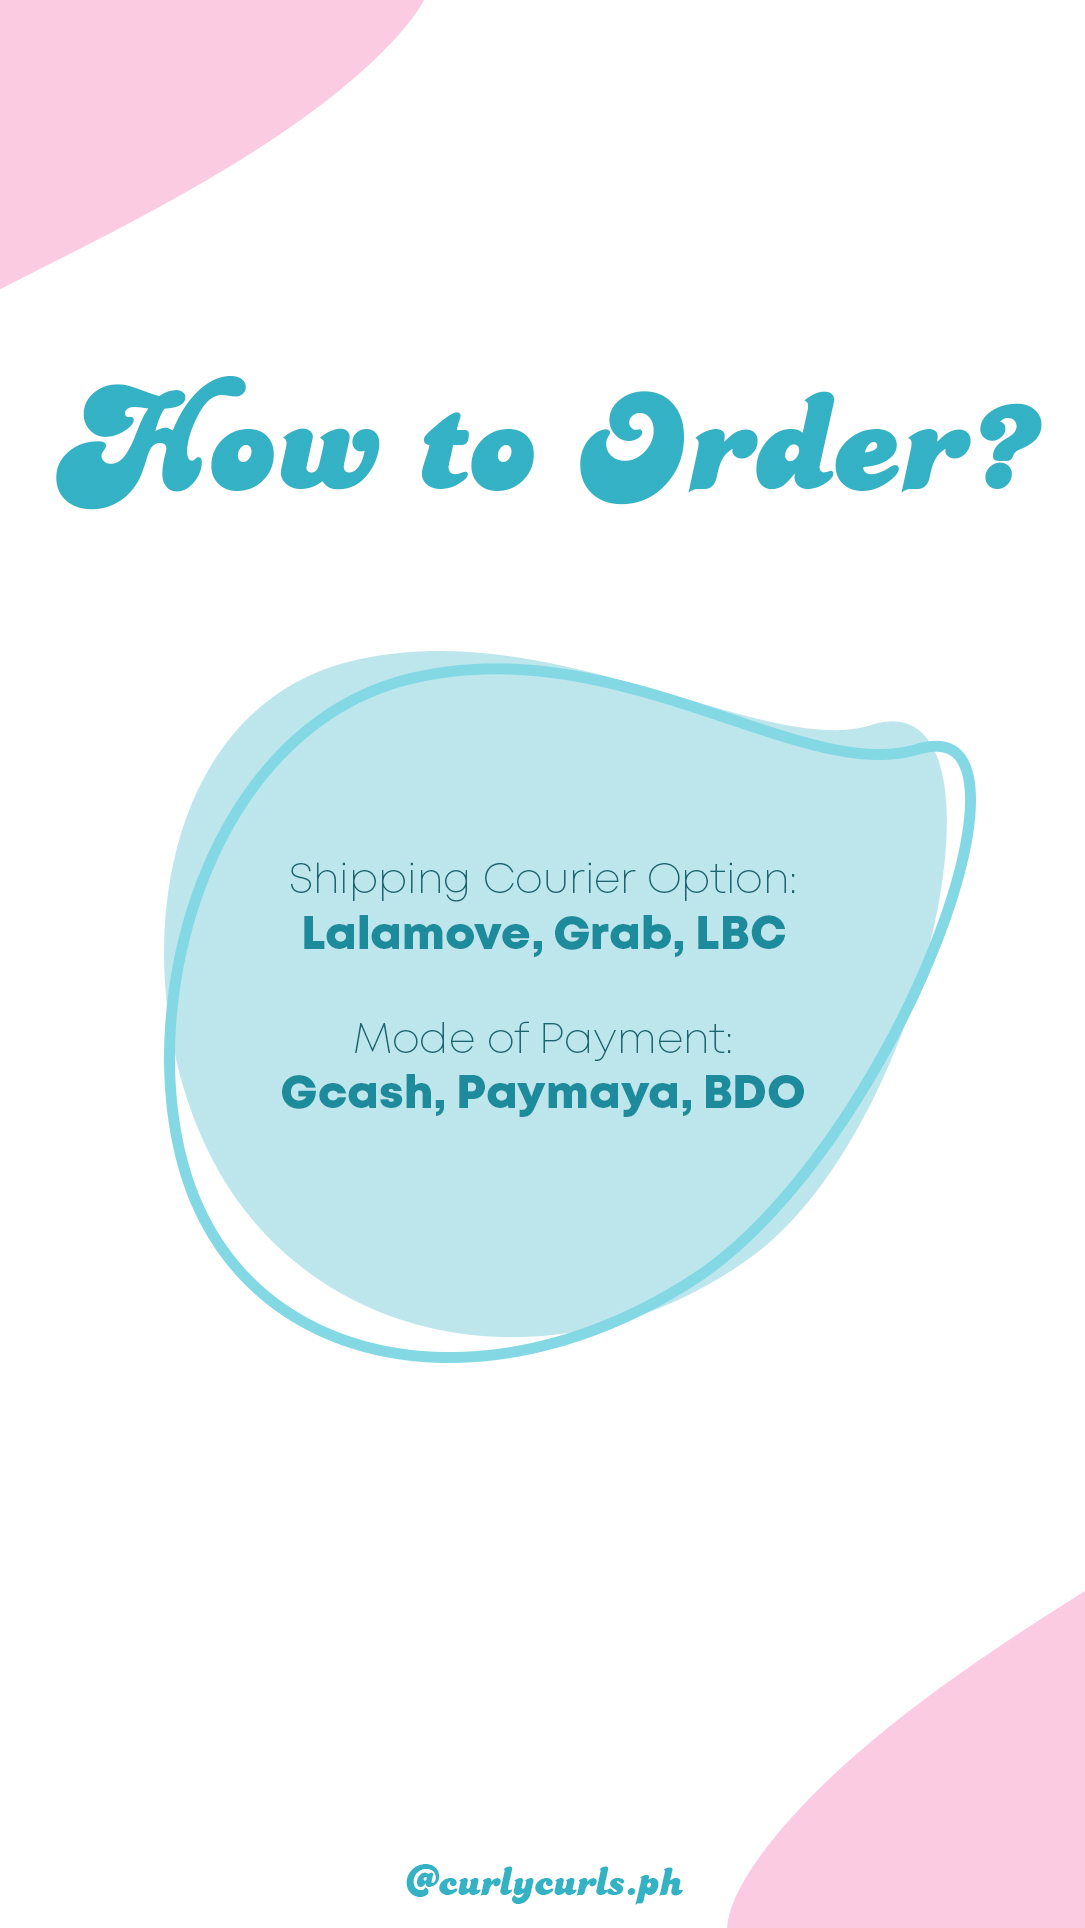 How to Order?
Shipping Courier Option:
Lalamove, Grab, LBC
Mode of Payment:
Gcash, Paymaya, BDO
@curlycurls.ph